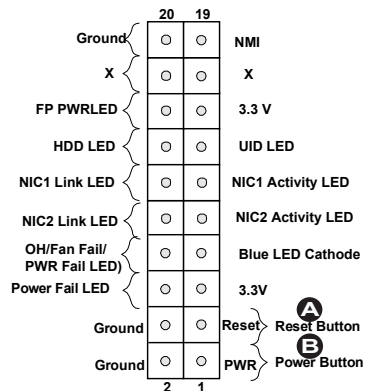 20 19
Ground NMI
X X
FP PWRLED 3.3 V
HDD LED UID LED
NIC1 Link LED NIC1 Activity LED
NIC2 Link LED NIC2 Activity LED
OH/Fan Fail/
PWR Fail LED) Blue LED Cathode
Power Fail LED 3.3V
A
Ground Reset Reset Button
B
Ground PWR Power Button
2 1